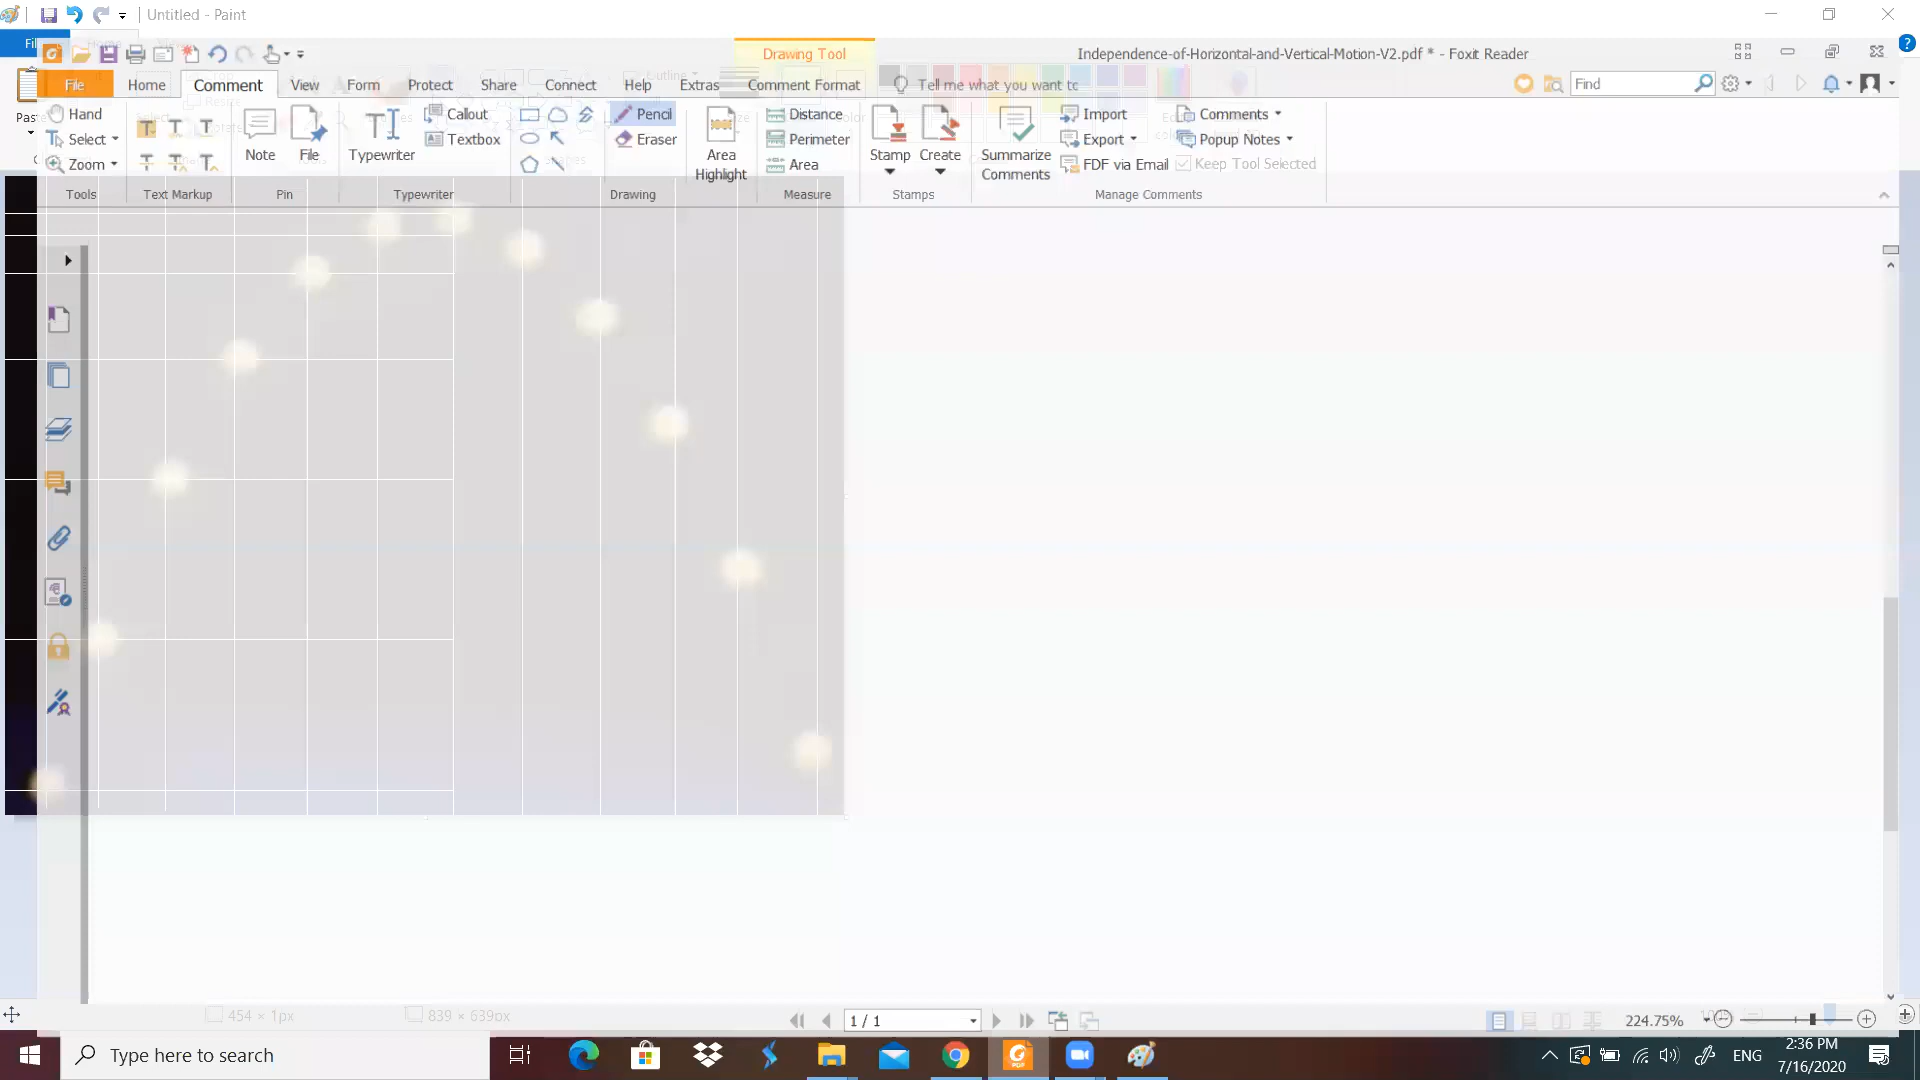 Untitled - Paint
Drawing Tool
Independence-of-Horizontal-and-Vertical-Motion-V2.pdf * - Foxit Reader
File Home Comment View Form Protect Share Connect Help Extras Comment Format Tell me what you want to Find
Hand
Select
Zoom
Tools
Text Markup
Note File
Pin
Typewriter
Callout
Textbox
Typewriter
Pencil
Eraser
Drawing
Area
Highlight
Distance
Perimeter
Area
Measure
Stamp Create
Stamps
Summarize
Comments
Import
Export
FDF via Email
Comments
Popup Notes
Keep Tool Selected
Manage Comments
454 × 1px
839 × 639px
1 / 1
224.75%
Type here to search
ENG
2:36 PM
7/16/2020